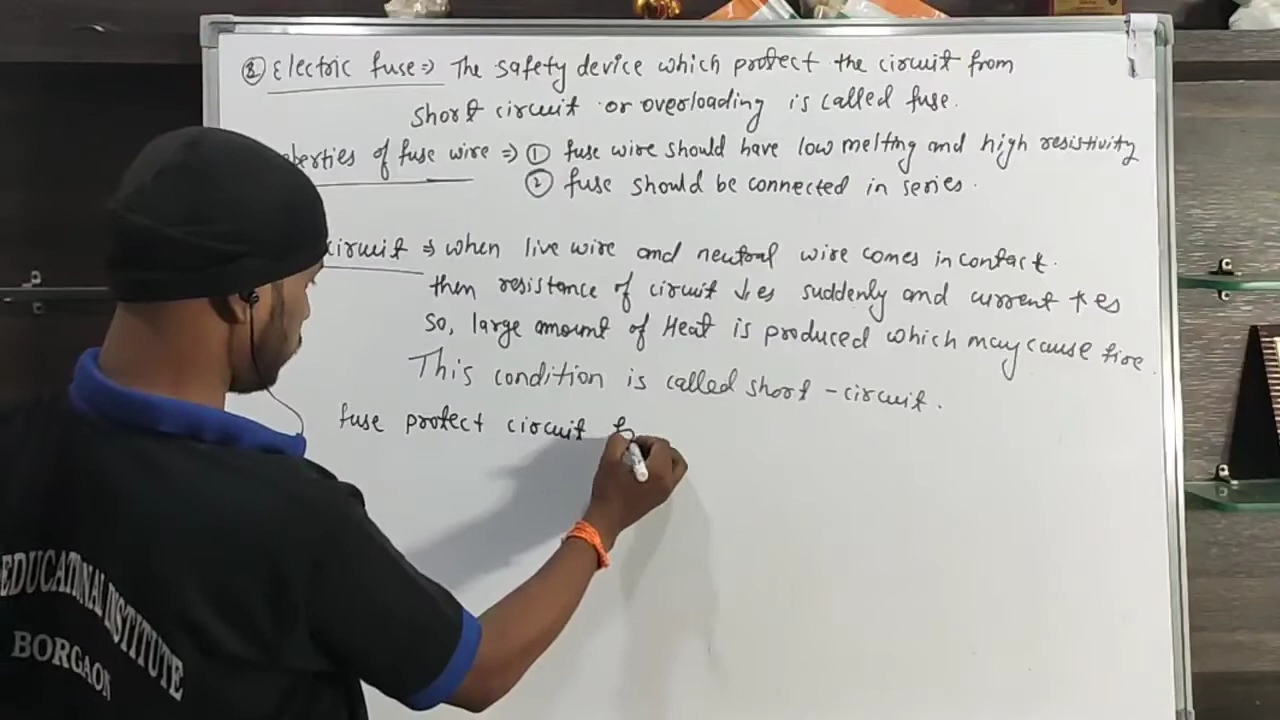 ② Electric fuse ⇒ The safety device which protect the circuit from
short circuit or overloading is called fuse.
perties of fuse wire ⇒ ① fuse wire should have low melting and high resistivity
② fuse should be connected in series.
circuit ⇒ when live wire and neutral wire comes in contact.
then resistance of circuit ↓es suddenly and current ↑es
So, large amount of Heat is produced which may cause fire.
This condition is called short-circuit.
fuse protect circuit
EDUCATIONAL INSTITUTE
BORGAON